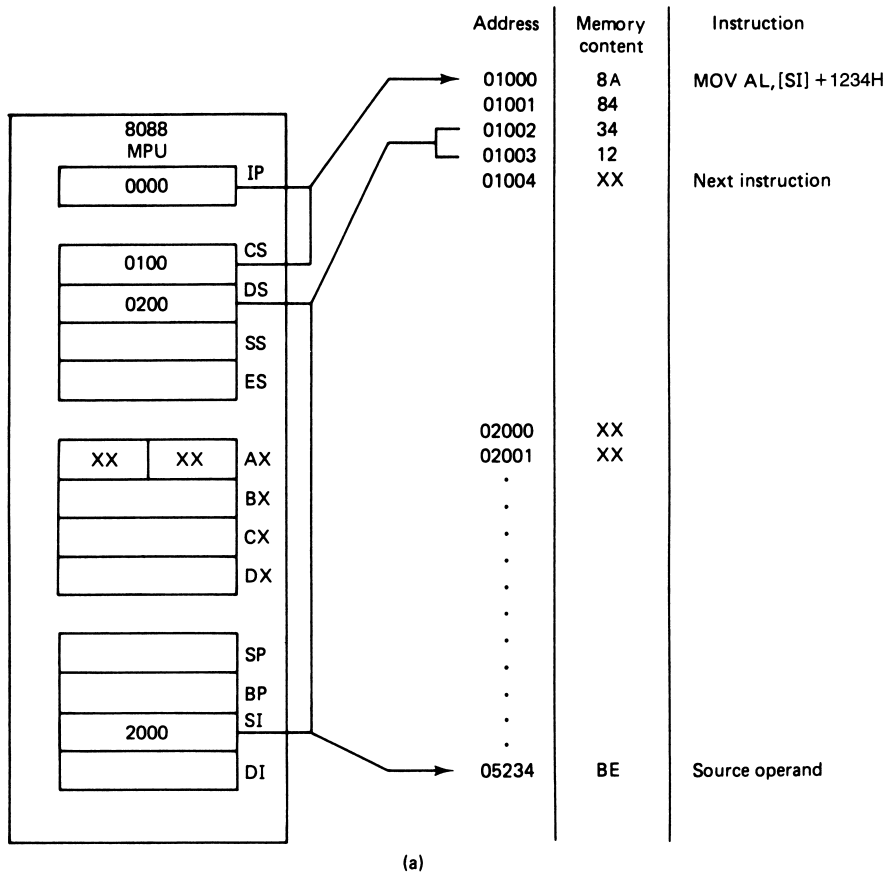 Address Memory content Instruction
01000 8A MOV AL,[SI] +1234H
01001 84
01002 34
01003 12
01004 XX Next instruction
8088
MPU
0000 IP
0100 CS
0200 DS
SS
ES
XX XX AX
BX
CX
DX
SP
BP
2000 SI
DI
02000 XX
02001 XX
05234 BE Source operand
(a)